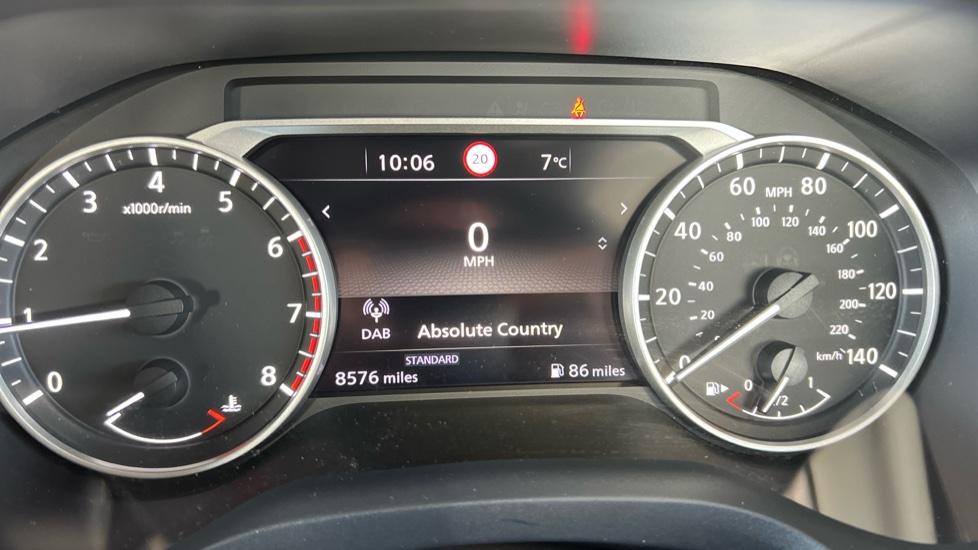 10:06 20 7°C
0
MPH
DAB Absolute Country
STANDARD
8576 miles 86 miles
x1000r/min
0 1 2 3 4 5 6 7 8
MPH
0 20 40 60 80 100 120 140
20 40 60 80 100 120 140 160 180 200 220
km/h
0 1/2 1